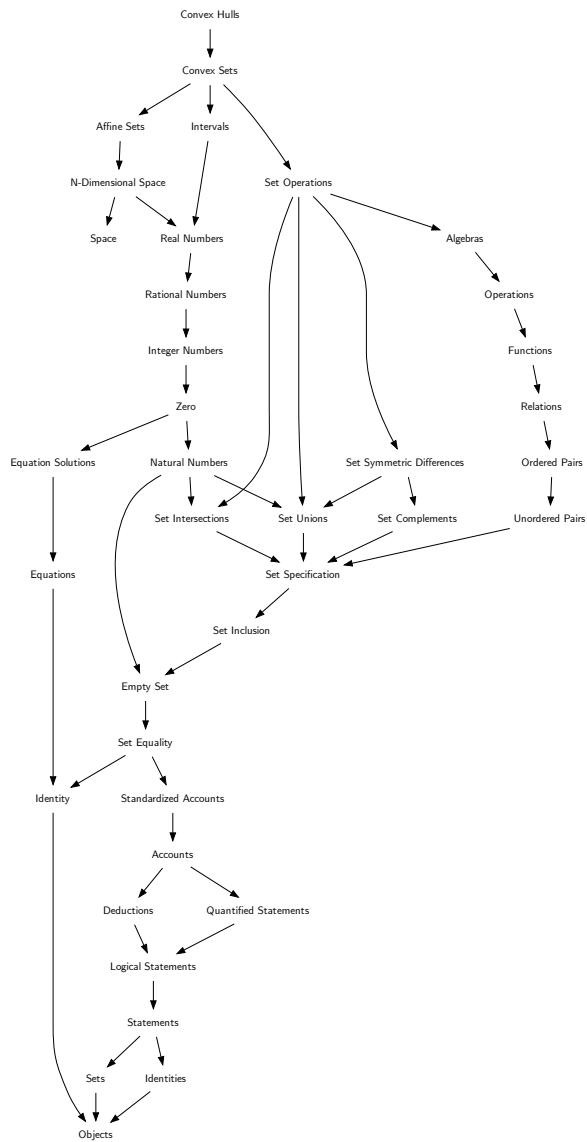 Convex Hulls
Convex Sets
Affine Sets
Intervals
N-Dimensional Space
Set Operations
Space
Real Numbers
Algebras
Rational Numbers
Operations
Integer Numbers
Functions
Zero
Relations
Equation Solutions
Natural Numbers
Set Symmetric Differences
Ordered Pairs
Set Intersections
Set Unions
Set Complements
Unordered Pairs
Equations
Set Specification
Set Inclusion
Empty Set
Set Equality
Identity
Standardized Accounts
Accounts
Deductions
Quantified Statements
Logical Statements
Statements
Sets
Identities
Objects